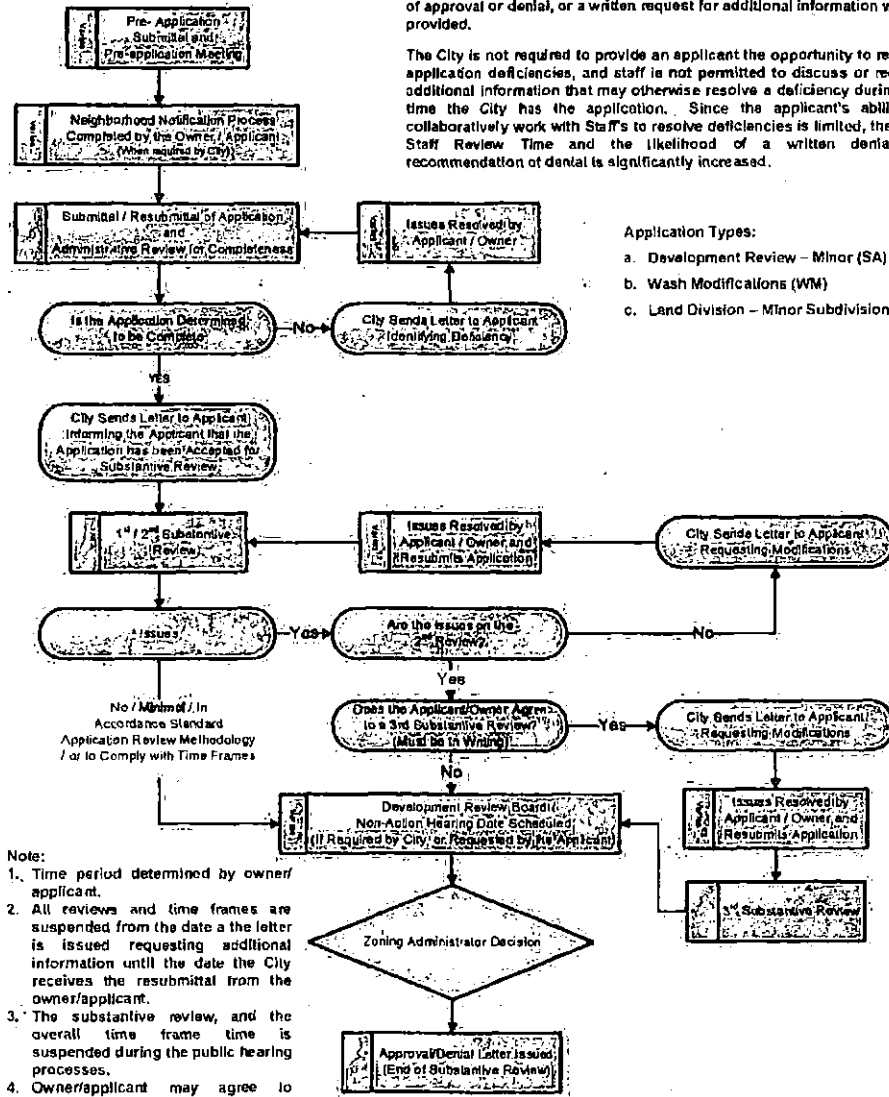 of approval or denial, or a written request for additional information w
provided.
The City is not required to provide an applicant the opportunity to re
application deficiencies, and staff is not permitted to discuss or re
additional information that may otherwise resolve a deficiency durin
time the City has the application. Since the applicant's abili
collaboratively work with Staff's to resolve deficiencies is limited, the
Staff Review Time and the likelihood of a written denia
recommendation of denial is significantly increased.
Pre- Application
Submittal and
Pre-application Meeting
Neighborhood Notification Process
Completed by the Owner / Applicant
(When required by City)
Submittal / Resubmittal of Application
and
Administrative Review for Completeness
Issues Resolved by
Applicant / Owner
Application Types:
a. Development Review – Minor (SA)
b. Wash Modifications (WM)
c. Land Division – Minor Subdivision
Is the Application Determined
to be Complete
No
City Sends Letter to Applicant
Identifying Deficiency
YES
City Sends Letter to Applicant
Informing the Applicant that the
Application has been Accepted for
Substantive Review
1st / 2nd Substantive
Review
Issues Resolved by
Applicant / Owner and
Resubmits Application
City Sends Letter to Applicant
Requesting Modifications
Issues
Yes
Are the Issues on the
2nd Review?
No
Yes
No / Minimal / In
Accordance Standard
Application Review Methodology
/ or to Comply with Time Frames
Does the Applicant/Owner Agree
to a 3rd Substantive Review?
(Must be in Writing)
Yes
City Sends Letter to Applicant
Requesting Modifications
No
Development Review Board
Non-Action Hearing Date Scheduled
(If Required by City, or Requested by the Applicant)
Issues Resolved by
Applicant / Owner and
Resubmits Application
3rd Substantive Review
Zoning Administrator Decision
Approval/Denial Letter Issued
(End of Substantive Review)
Note:
1. Time period determined by owner/
applicant.
2. All reviews and time frames are
suspended from the date a the letter
is issued requesting additional
information until the date the City
receives the resubmittal from the
owner/applicant.
3. The substantive review, and the
overall time frame time is
suspended during the public hearing
processes.
4. Owner/applicant may agree to